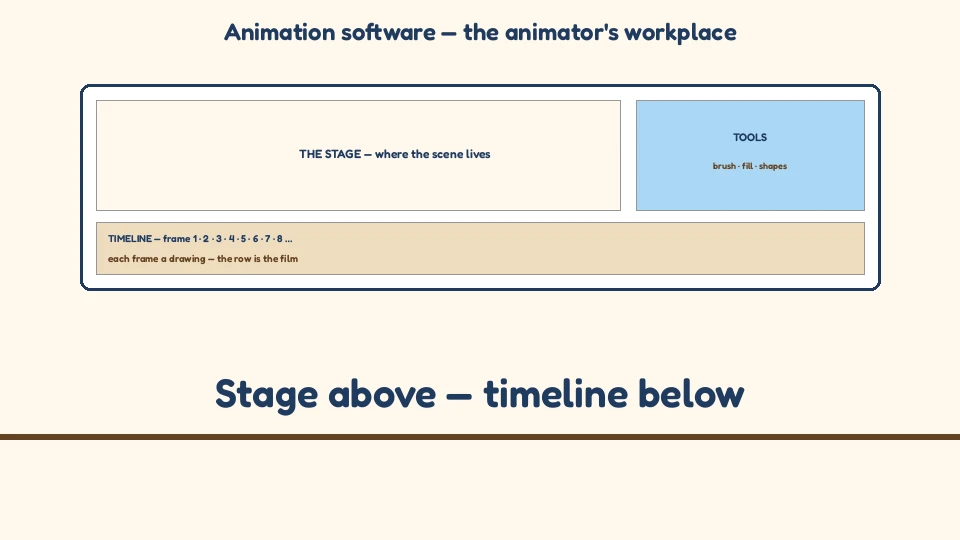 Animation software — the animator's workplace
THE STAGE — where the scene lives
TOOLS
brush · fill · shapes
TIMELINE — frame 1 · 2 · 3 · 4 · 5 · 6 · 7 · 8 ...
each frame a drawing — the row is the film
Stage above — timeline below